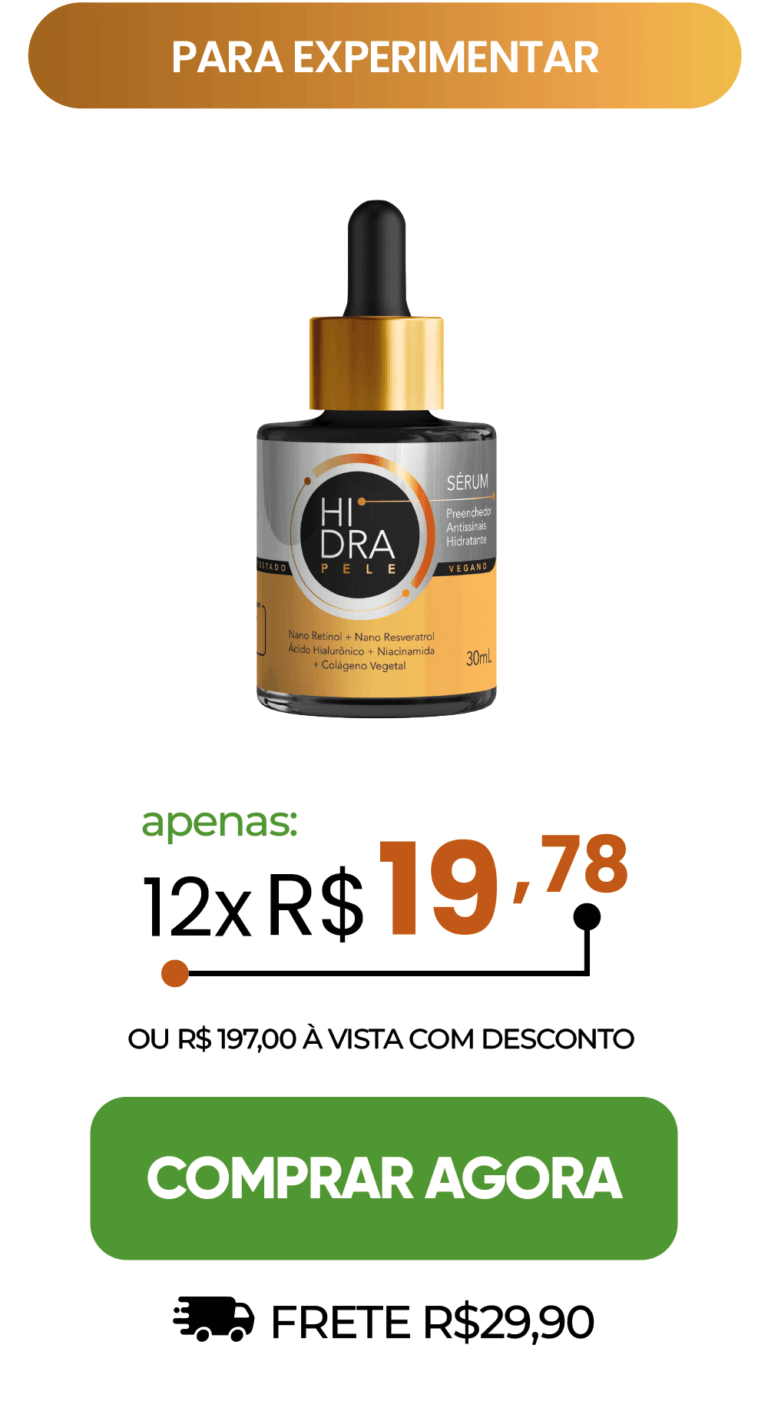 PARA EXPERIMENTAR
HI
DRA
PELE
SÉRUM
Preenchedor
Antissinais
Hidratante
VEGANO
Nano Retinol + Nano Resveratrol
Ácido Hialurônico + Niacinamida
+ Colágeno Vegetal
30mL
apenas:
12x R$ 19,78
OU R$ 197,00 À VISTA COM DESCONTO
COMPRAR AGORA
FRETE R$29,90